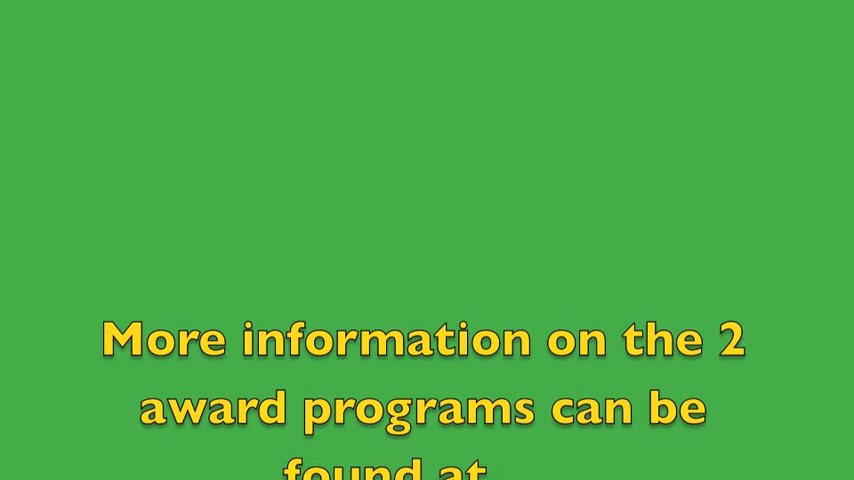 More information on the 2
award programs can be
found at